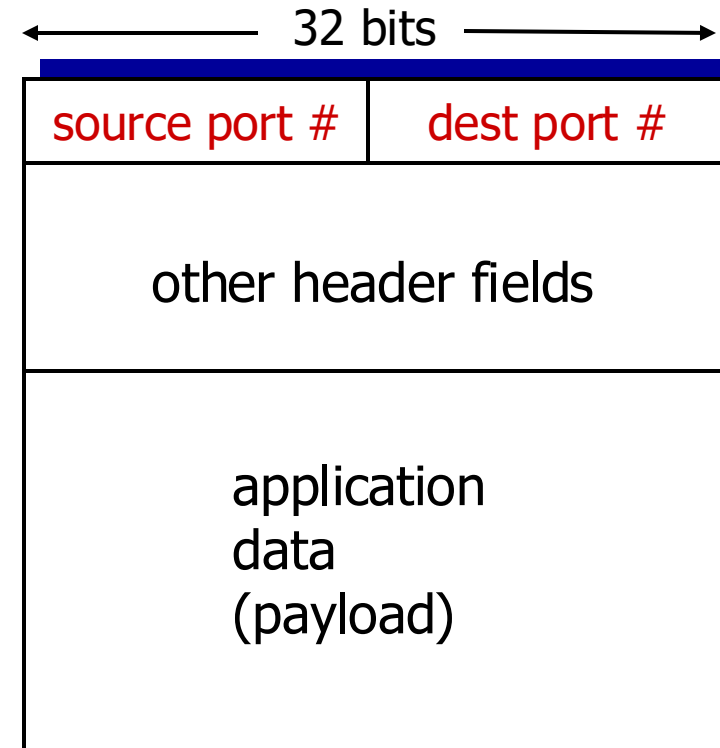 32 bits
source port # dest port #
other header fields
application
data
(payload)